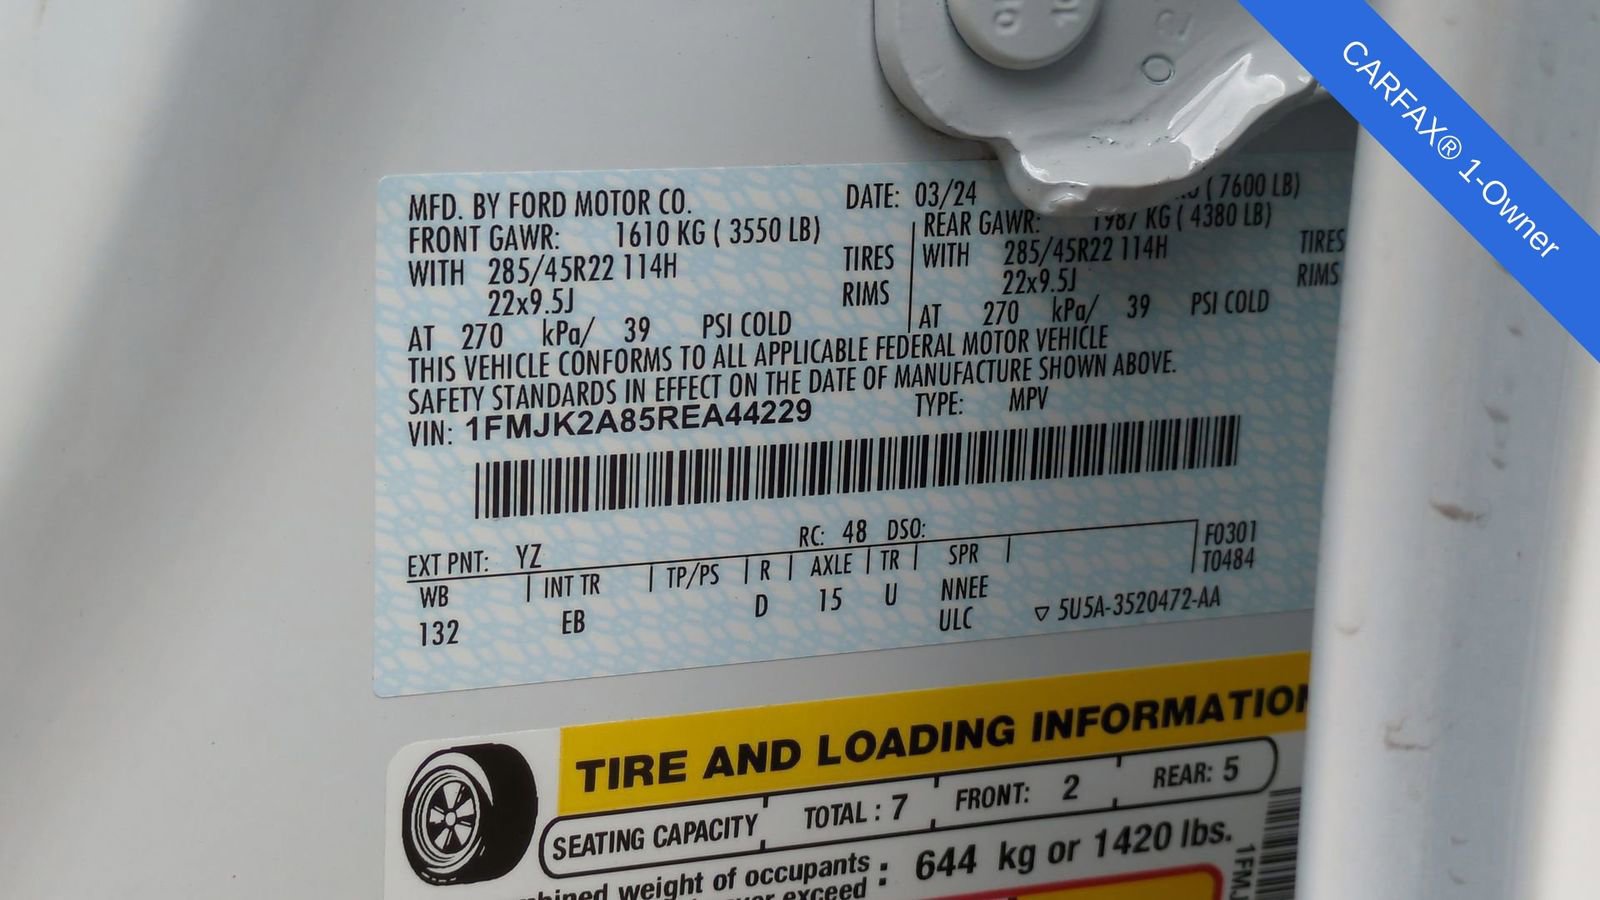 CARFAX® 1-Owner
MFD. BY FORD MOTOR CO.
DATE: 03/24
( 7600 LB)
FRONT GAWR: 1610 KG ( 3550 LB)
REAR GAWR: 1987 KG ( 4380 LB)
WITH 285/45R22 114H TIRES
WITH 285/45R22 114H TIRES
22x9.5J RIMS
22x9.5J RIMS
AT 270 kPa/ 39 PSI COLD
AT 270 kPa/ 39 PSI COLD
THIS VEHICLE CONFORMS TO ALL APPLICABLE FEDERAL MOTOR VEHICLE
SAFETY STANDARDS IN EFFECT ON THE DATE OF MANUFACTURE SHOWN ABOVE.
VIN: 1FMJK2A85REA44229 TYPE: MPV
EXT PNT: YZ RC: 48 DSO:
F0301
T0484
WB INT TR TP/PS R AXLE TR SPR
132 EB D 15 U NNEE
ULC ▽ 5U5A-3520472-AA
TIRE AND LOADING INFORMATION
SEATING CAPACITY TOTAL : 7 FRONT: 2 REAR: 5
weight of occupants : 644 kg or 1420 lbs.
exceed
1FMJ